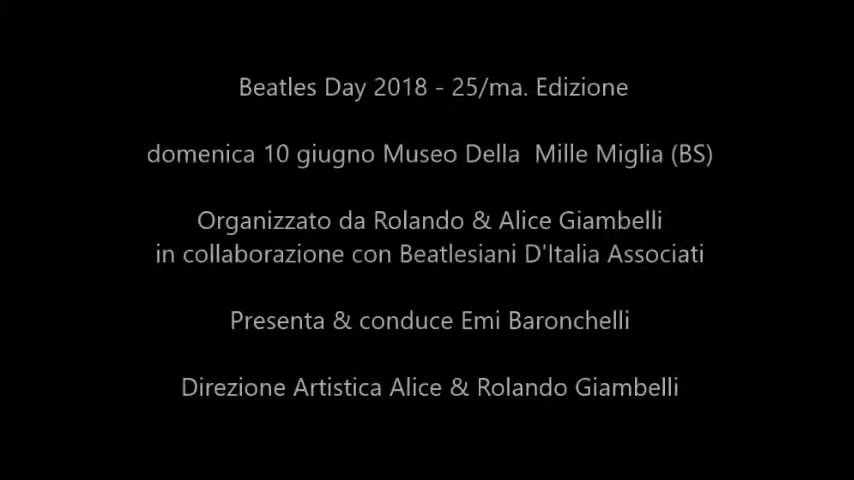 Beatles Day 2018 - 25/ma. Edizione
domenica 10 giugno Museo Della  Mille Miglia (BS)
Organizzato da Rolando & Alice Giambelli
in collaborazione con Beatlesiani D'Italia Associati
Presenta & conduce Emi Baronchelli
Direzione Artistica Alice & Rolando Giambelli